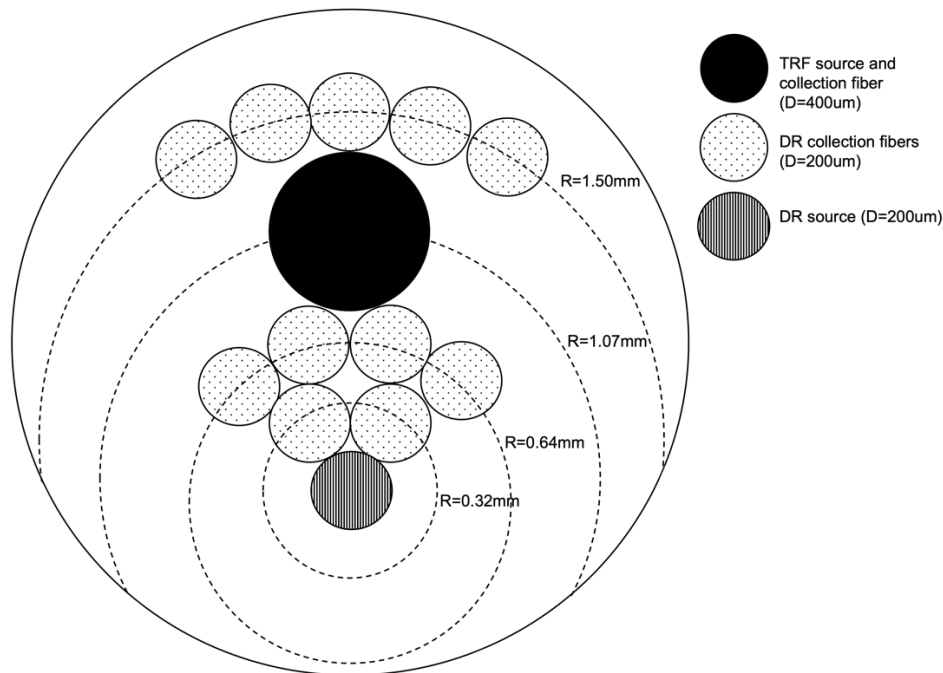 TRF source and
collection fiber
(D=400um)
DR collection fibers
(D=200um)
DR source (D=200um)
R=1.50mm
R=1.07mm
R=0.64mm
R=0.32mm